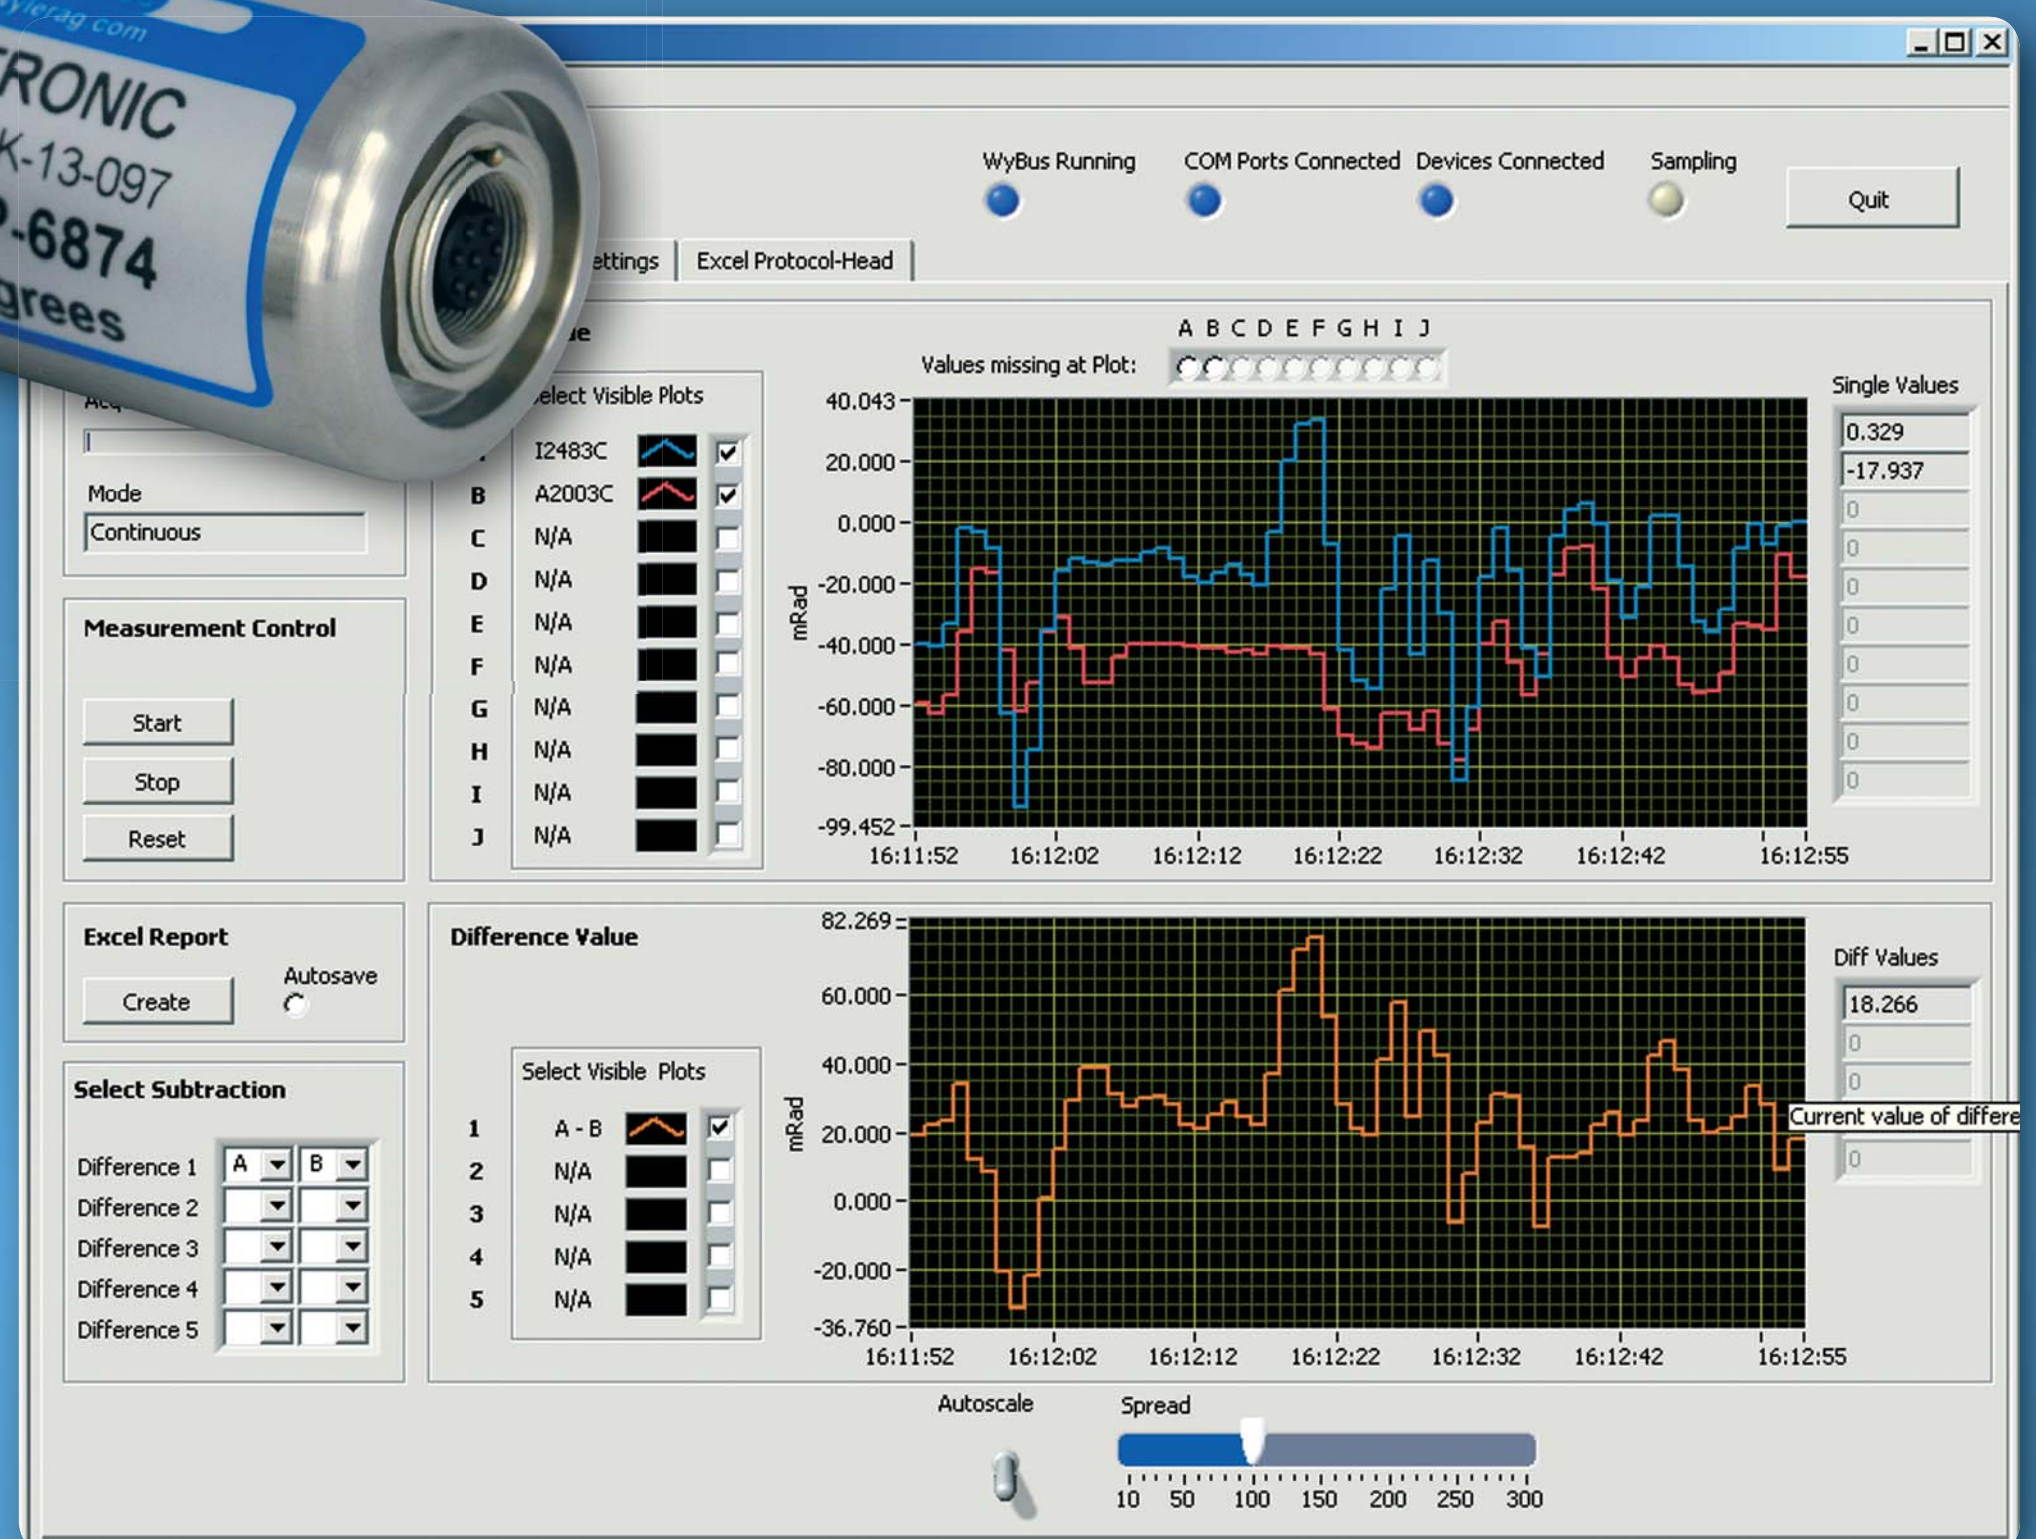 wylerag.com
TRONIC
K-13-097
P-6874
grees
WyBus Running COM Ports Connected Devices Connected Sampling
Quit
ettings Excel Protocol-Head
A B C D E F G H I J
Values missing at Plot:
Select Visible Plots
Single Values
I2483C
B A2003C
C N/A
D N/A
E N/A
F N/A
G N/A
H N/A
I N/A
J N/A
Mode
Continuous
Measurement Control
Start
Stop
Reset
40.043
20.000
0.000
-20.000
-40.000
-60.000
-80.000
-99.452
mRad
16:11:52 16:12:02 16:12:12 16:12:22 16:12:32 16:12:42 16:12:55
0.329
-17.937
0
0
0
0
0
0
0
0
Excel Report
Create Autosave
Select Subtraction
Difference 1 A B
Difference 2
Difference 3
Difference 4
Difference 5
Difference Value
Select Visible Plots
1 A - B
2 N/A
3 N/A
4 N/A
5 N/A
82.269
60.000
40.000
20.000
0.000
-20.000
-36.760
mRad
16:11:52 16:12:02 16:12:12 16:12:22 16:12:32 16:12:42 16:12:55
Diff Values
18.266
0
0
Current value of differe
0
Autoscale Spread
10 50 100 150 200 250 300